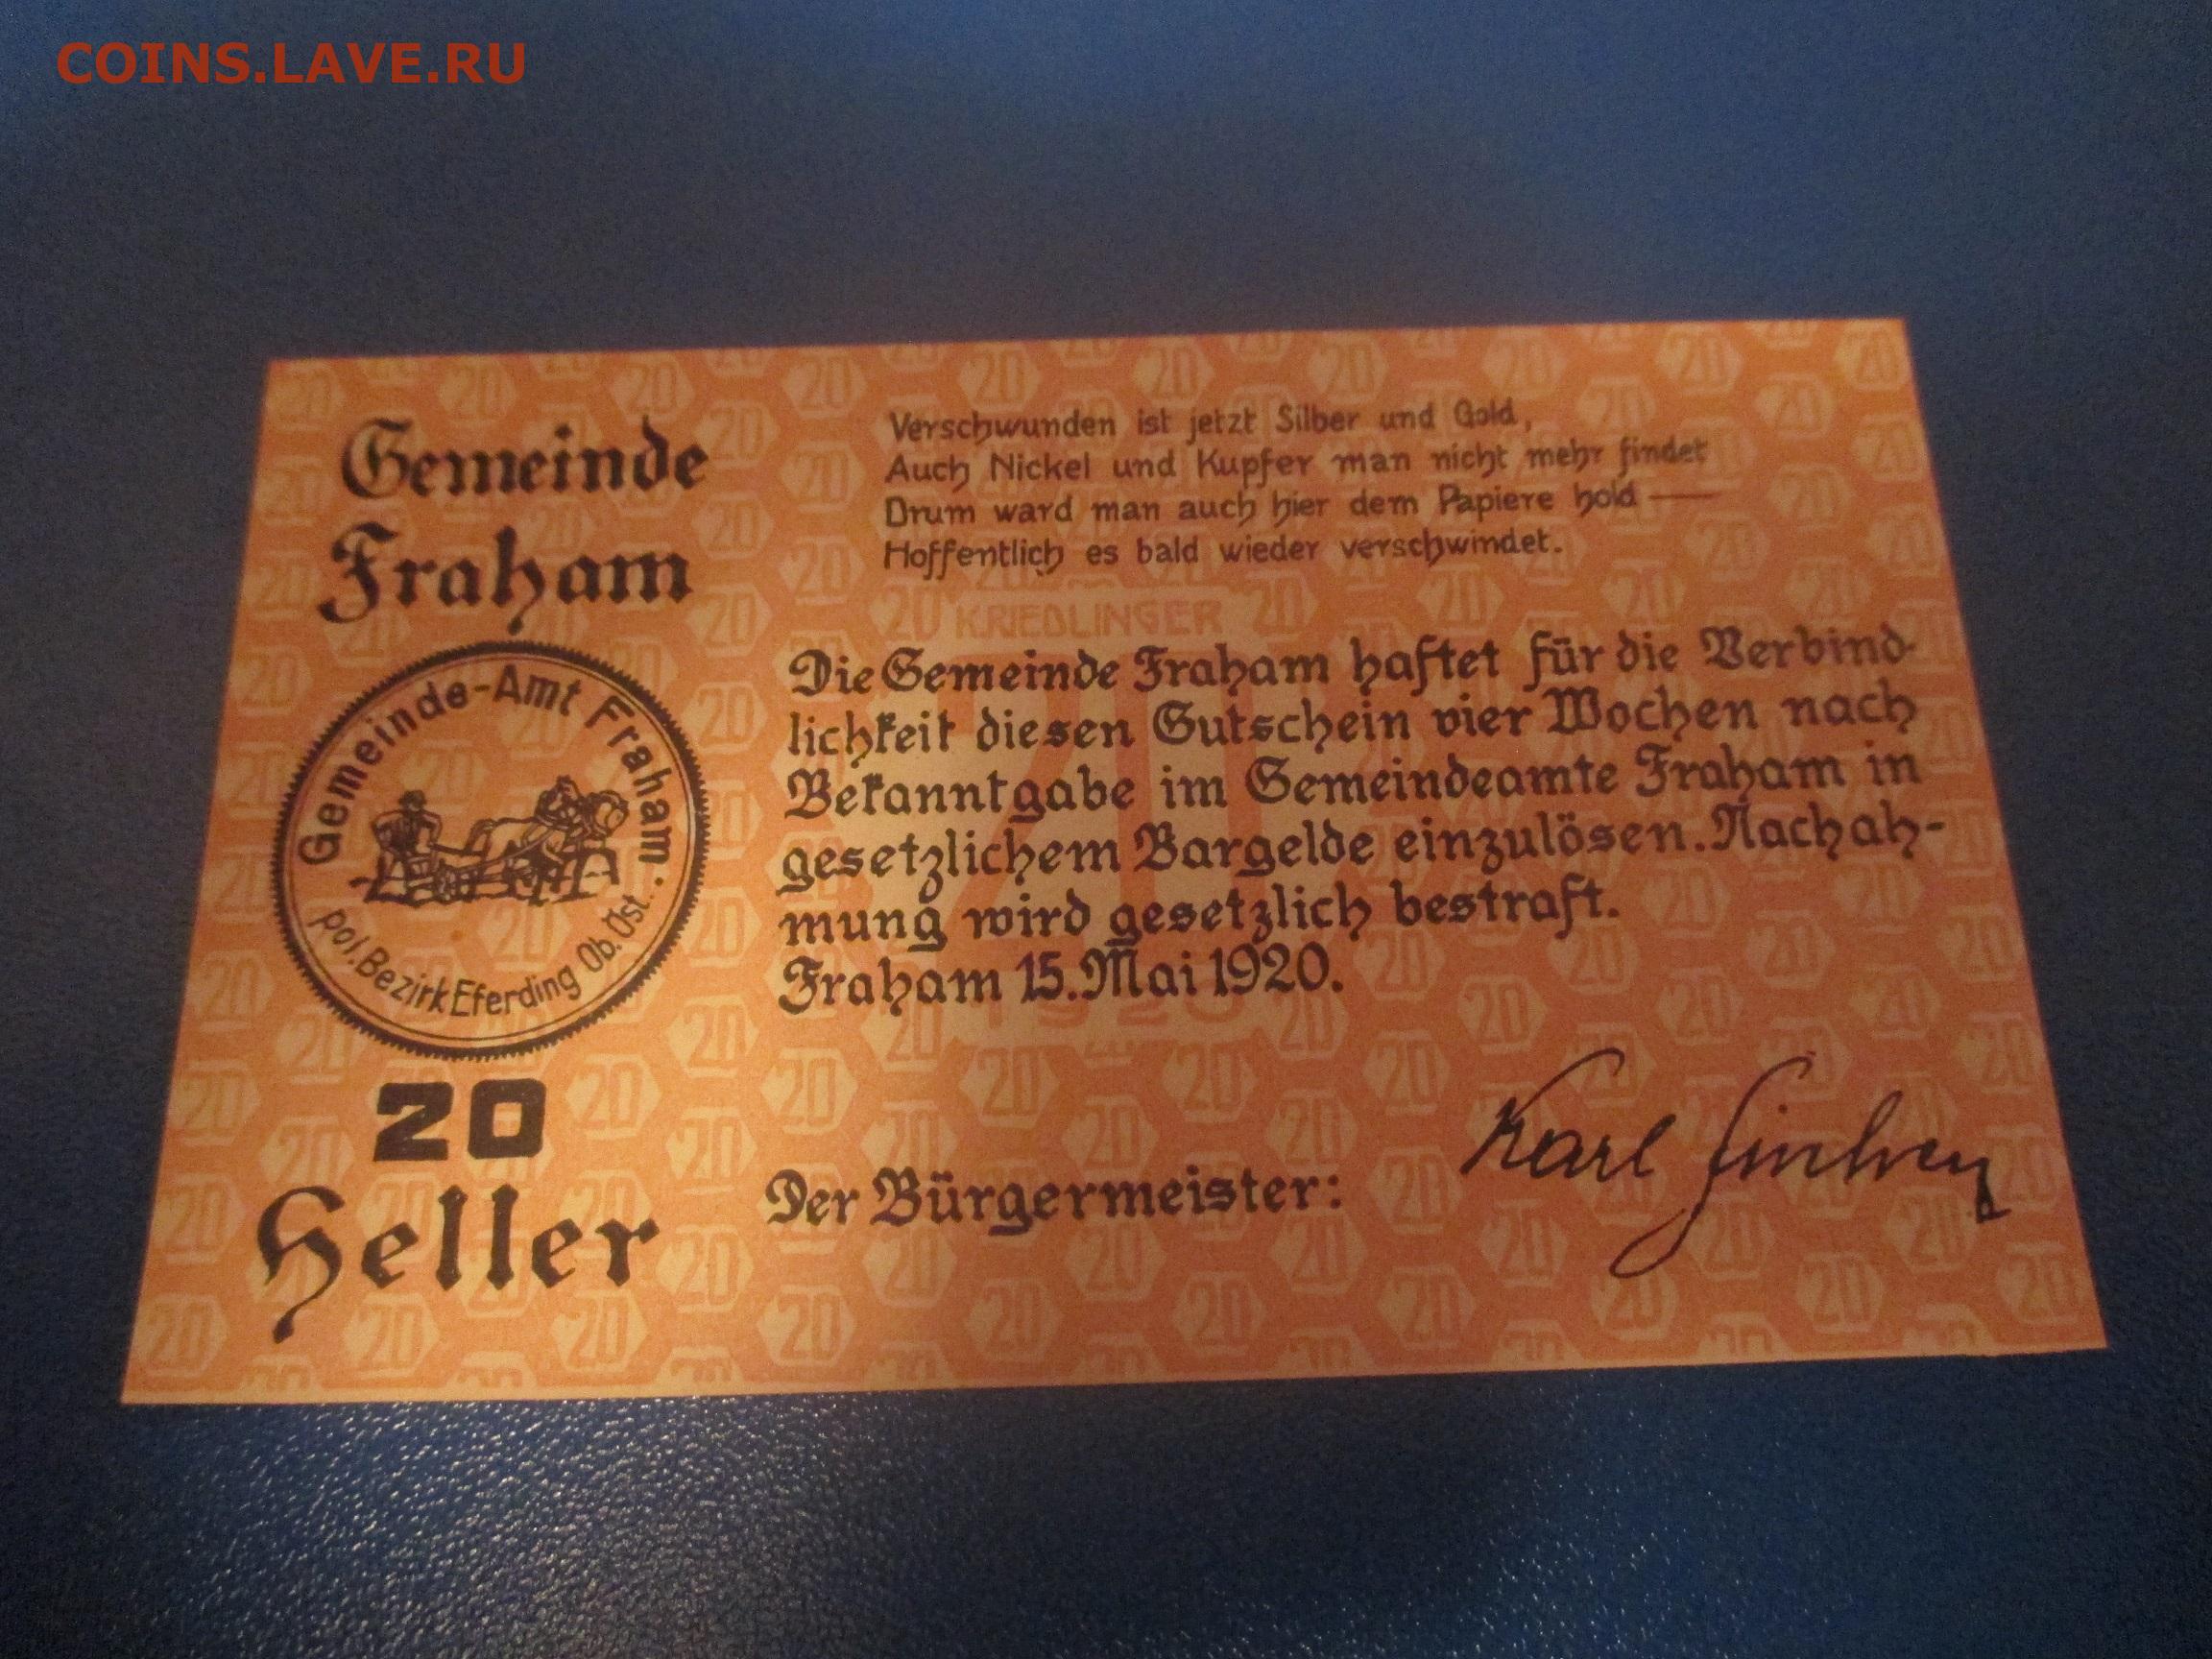 COINS.LAVE.RU
Gemeinde
Fraham
Gemeinde-Amt Fraham.
pol. Bezirk Eferding Ob. Öst.
20
Heller
Verschwunden ist jetzt Silber und Gold,
Auch Nickel und Kupfer man nicht mehr findet
Drum ward man auch hier dem Papiere hold —
Hoffentlich es bald wieder verschwindet.
KRIEDLINGER
Die Gemeinde Fraham haftet für die Verbind-
lichkeit diesen Gutschein vier Wochen nach
Bekanntgabe im Gemeindeamte Fraham in
gesetzlichem Bargelde einzulösen. Nachah-
mung wird gesetzlich bestraft.
Fraham 15. Mai 1920.
20
1920
Der Bürgermeister:
Karl